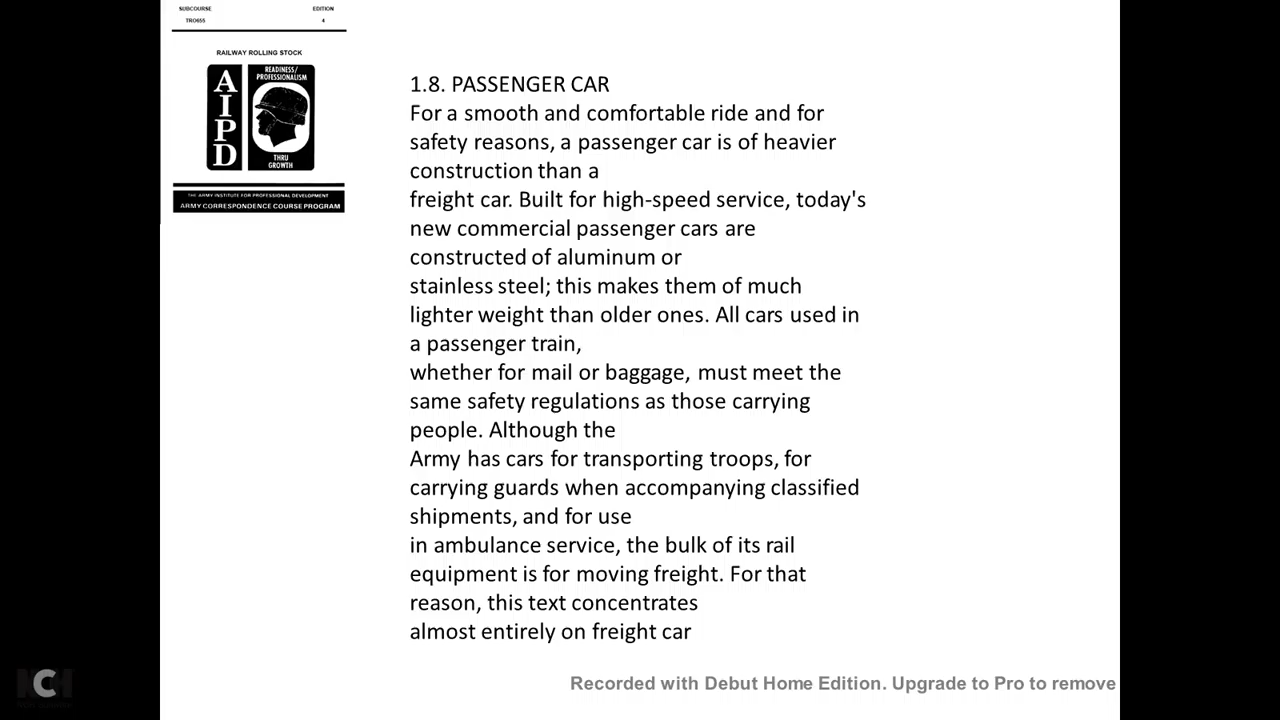 SUBCOURSE EDITION
TRO655 4
RAILWAY ROLLING STOCK
AIPD
READINESS/
PROFESSIONALISM
THRU
GROWTH
THE ARMY INSTITUTE FOR PROFESSIONAL DEVELOPMENT
ARMY CORRESPONDENCE COURSE PROGRAM
1.8. PASSENGER CAR
For a smooth and comfortable ride and for
safety reasons, a passenger car is of heavier
construction than a
freight car. Built for high-speed service, today's
new commercial passenger cars are
constructed of aluminum or
stainless steel; this makes them of much
lighter weight than older ones. All cars used in
a passenger train,
whether for mail or baggage, must meet the
same safety regulations as those carrying
people. Although the
Army has cars for transporting troops, for
carrying guards when accompanying classified
shipments, and for use
in ambulance service, the bulk of its rail
equipment is for moving freight. For that
reason, this text concentrates
almost entirely on freight car
NCH
Recorded with Debut Home Edition. Upgrade to Pro to remove